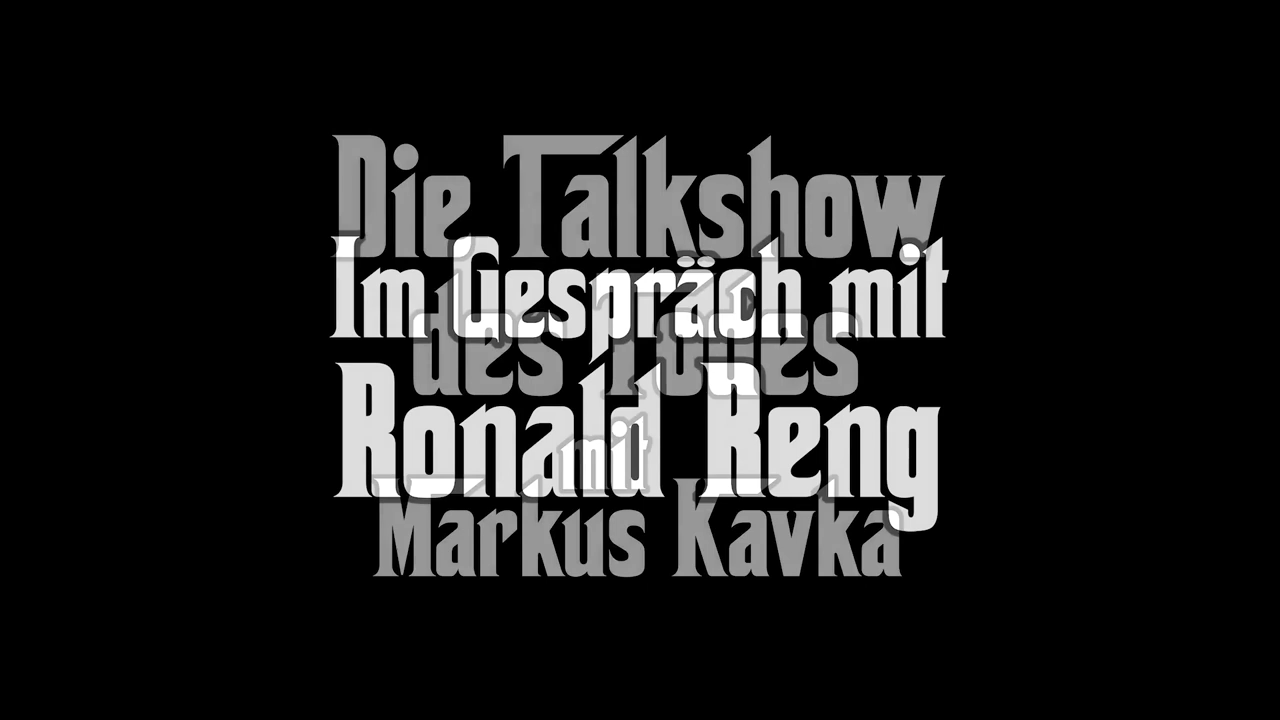 Die Talkshow
Im Gespräch mit
des Todes
Ronald Reng
mit
Markus Kavka